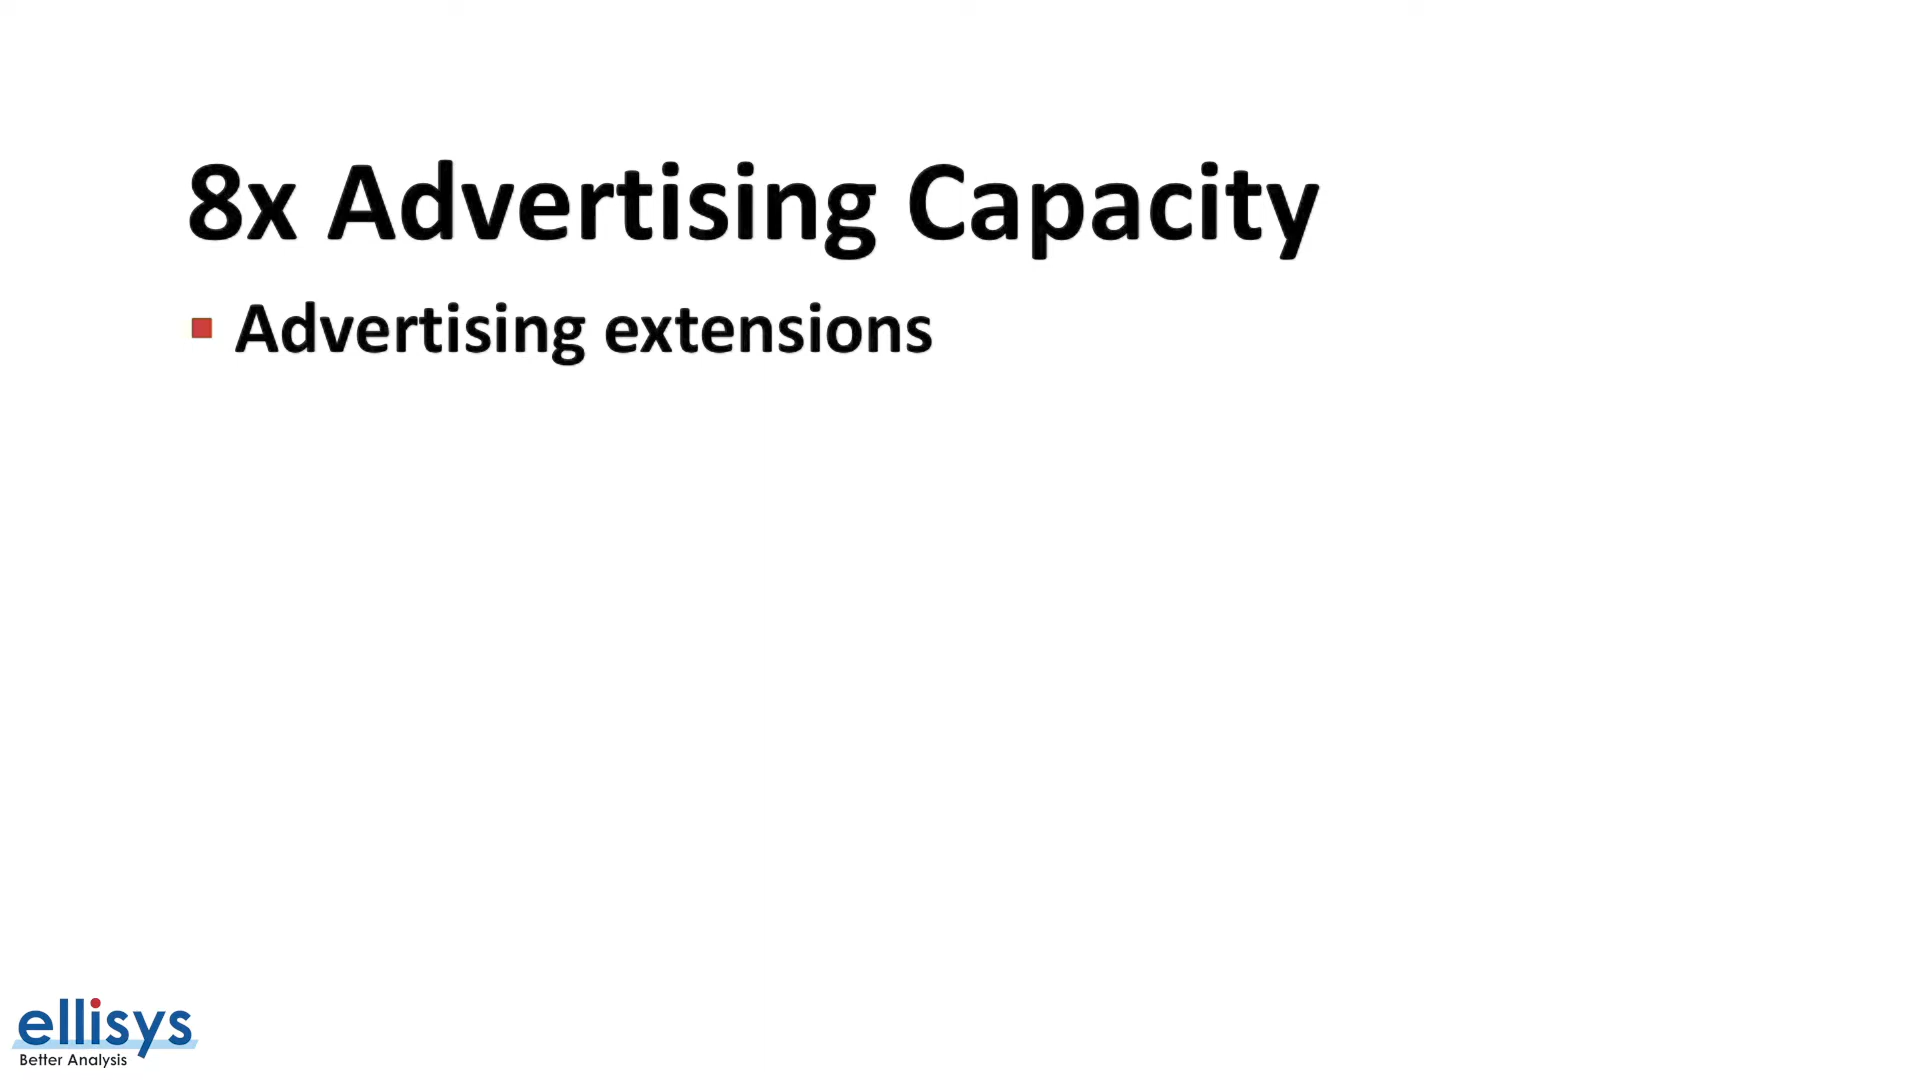 8x Advertising Capacity
Advertising extensions
ellisys
Better Analysis